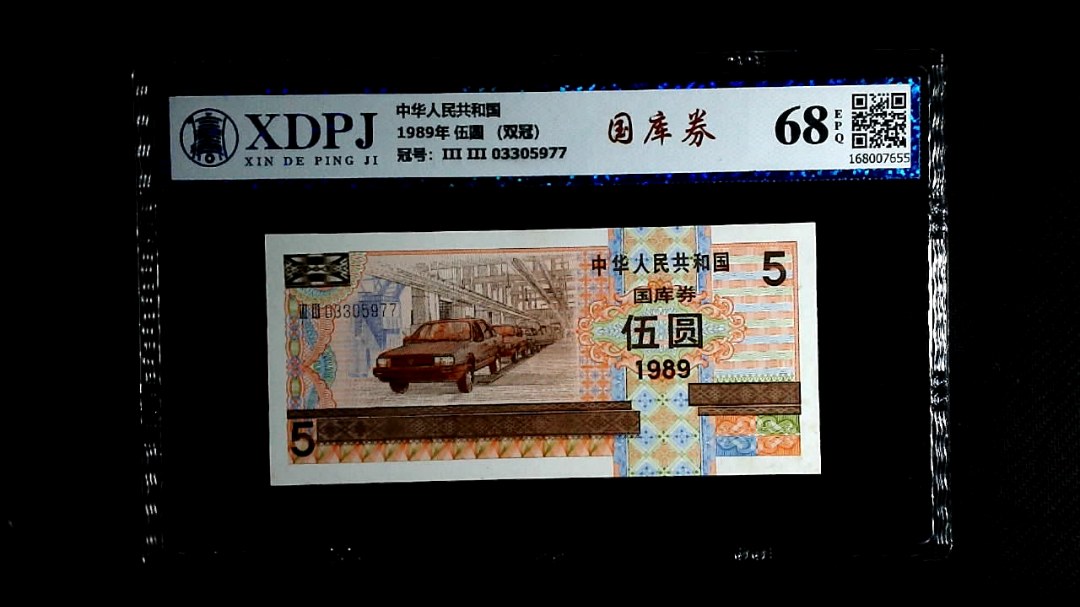 XDPJ
XIN DE PING JI
中华人民共和国
1989年 伍圆 （双冠）
冠号：III III 03305977
国库券
68
EPQ
168007655
中华人民共和国
5
国库券
III III 03305977
伍圆
1989
5